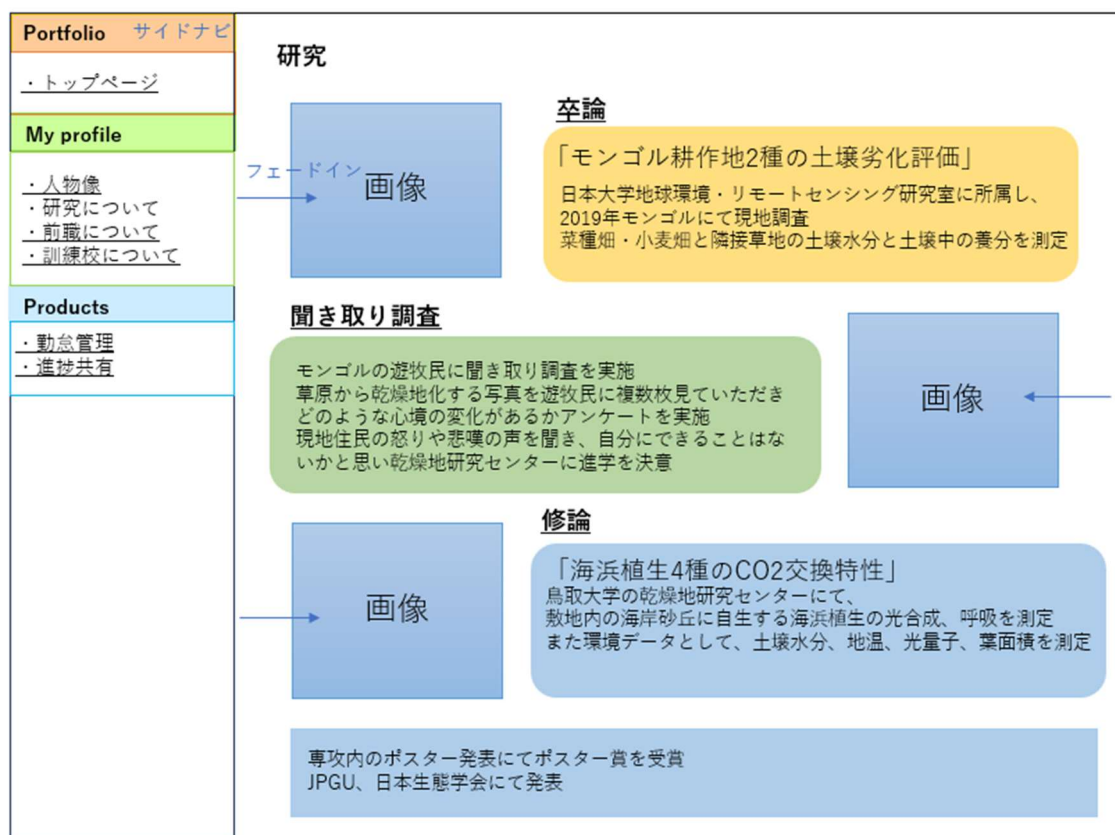 Portfolio サイドナビ
・トップページ
My profile
・人物像
・研究について
・前職について
・訓練校について
Products
・勤怠管理
・進捗共有
研究
フェードイン
画像
卒論
「モンゴル耕作地2種の土壌劣化評価」
日本大学地球環境・リモートセンシング研究室に所属し、
2019年モンゴルにて現地調査
菜種畑・小麦畑と隣接草地の土壌水分と土壌中の養分を測定
聞き取り調査
モンゴルの遊牧民に聞き取り調査を実施
草原から乾燥地化する写真を遊牧民に複数枚見ていただき
どのような心境の変化があるかアンケートを実施
現地住民の怒りや悲嘆の声を聞き、自分にできることはな
いかと思い乾燥地研究センターに進学を決意
画像
画像
修論
「海浜植生4種のCO2交換特性」
鳥取大学の乾燥地研究センターにて、
敷地内の海岸砂丘に自生する海浜植生の光合成、呼吸を測定
また環境データとして、土壌水分、地温、光量子、葉面積を測定
専攻内のポスター発表にてポスター賞を受賞
JPGU、日本生態学会にて発表